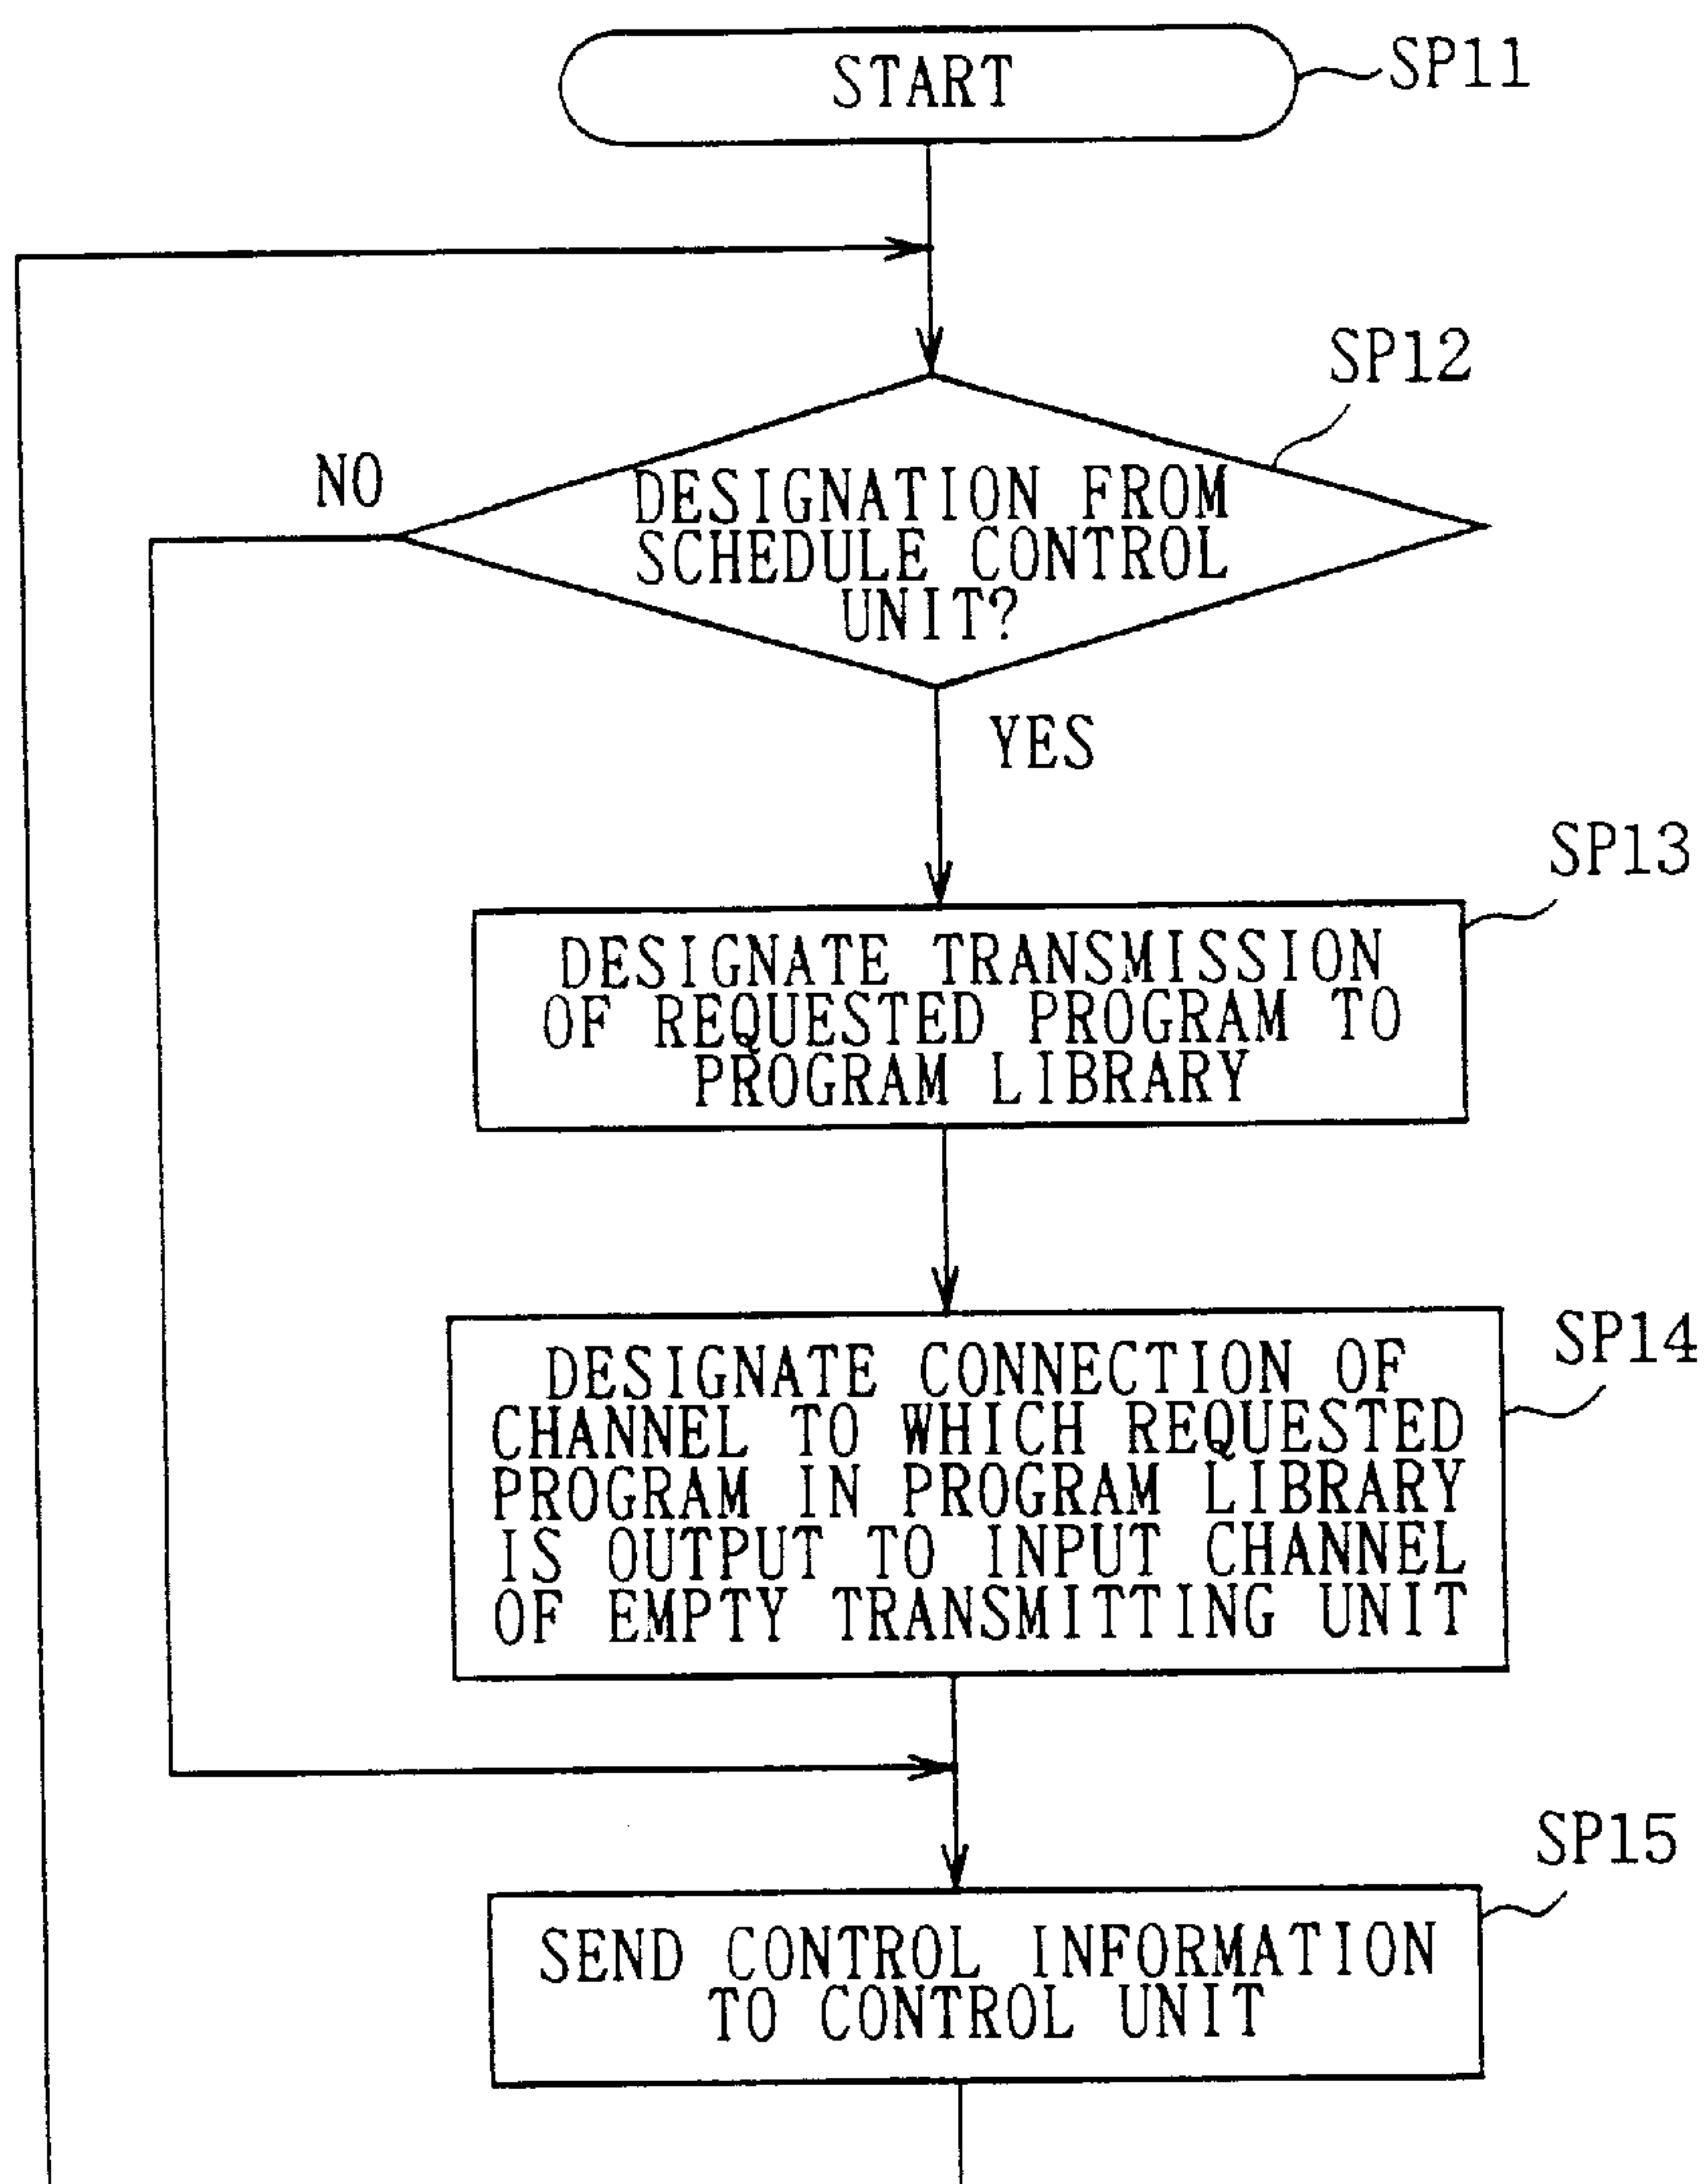 START
SP11
SP12
NO
DESIGNATION FROM
SCHEDULE CONTROL
UNIT?
YES
SP13
DESIGNATE TRANSMISSION
OF REQUESTED PROGRAM TO
PROGRAM LIBRARY
SP14
DESIGNATE CONNECTION OF
CHANNEL TO WHICH REQUESTED
PROGRAM IN PROGRAM LIBRARY
IS OUTPUT TO INPUT CHANNEL
OF EMPTY TRANSMITTING UNIT
SP15
SEND CONTROL INFORMATION
TO CONTROL UNIT